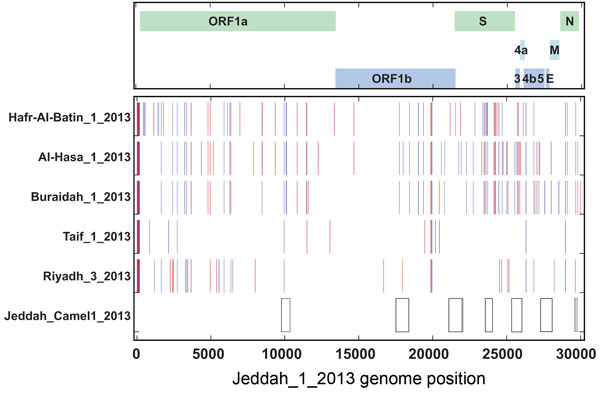 ORF1a S N
4a M
ORF1b 3 4b 5 E
Hafr-Al-Batin_1_2013
Al-Hasa_1_2013
Buraidah_1_2013
Taif_1_2013
Riyadh_3_2013
Jeddah_Camel1_2013
0 5000 10000 15000 20000 25000 30000
Jeddah_1_2013 genome position